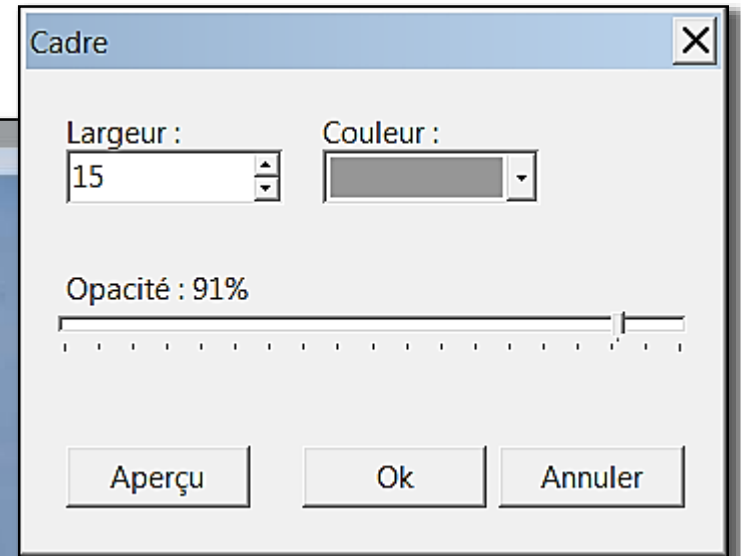 Cadre
Largeur : Couleur :
15
Opacité : 91%
Aperçu Ok Annuler